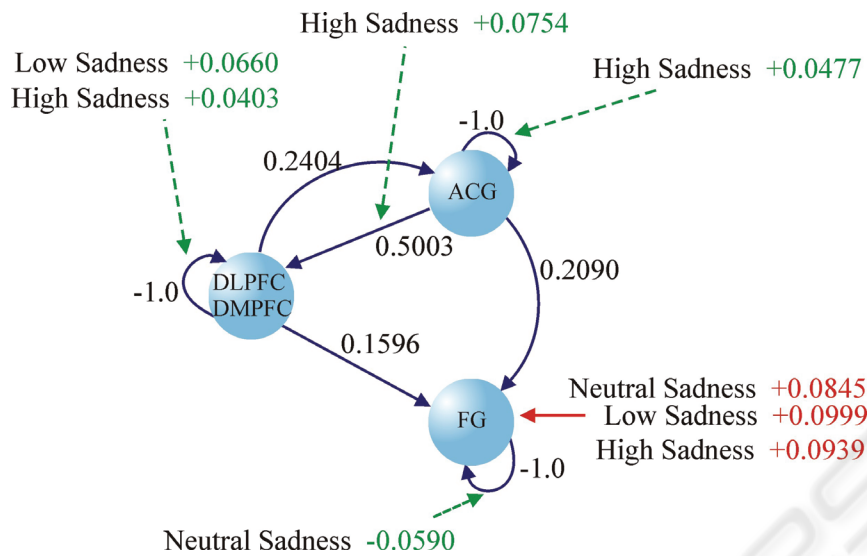 High Sadness +0.0754
Low Sadness +0.0660
High Sadness +0.0403
High Sadness +0.0477
-1.0
0.2404
ACG
0.5003
DLPFC
DMPFC
-1.0
0.2090
0.1596
Neutral Sadness +0.0845
FG
Low Sadness +0.0999
High Sadness +0.0939
-1.0
Neutral Sadness -0.0590